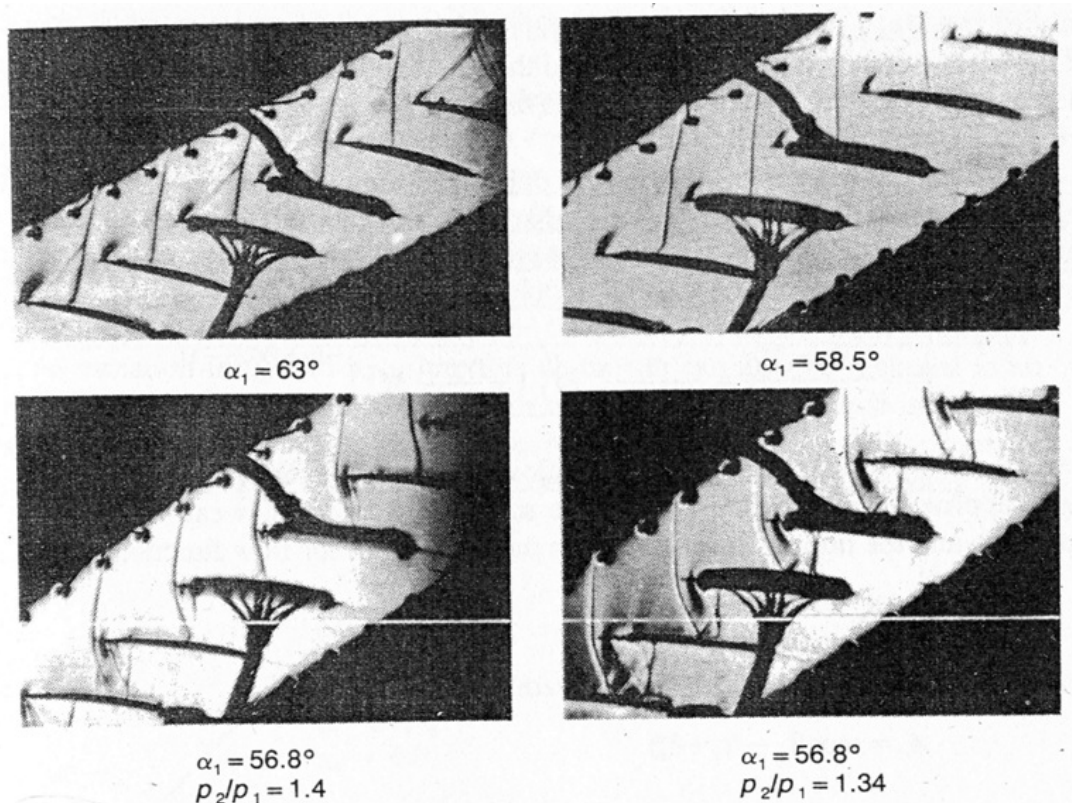 α₁ = 63°
α₁ = 58.5°
α₁ = 56.8°
p₂/p₁ = 1.4
α₁ = 56.8°
p₂/p₁ = 1.34